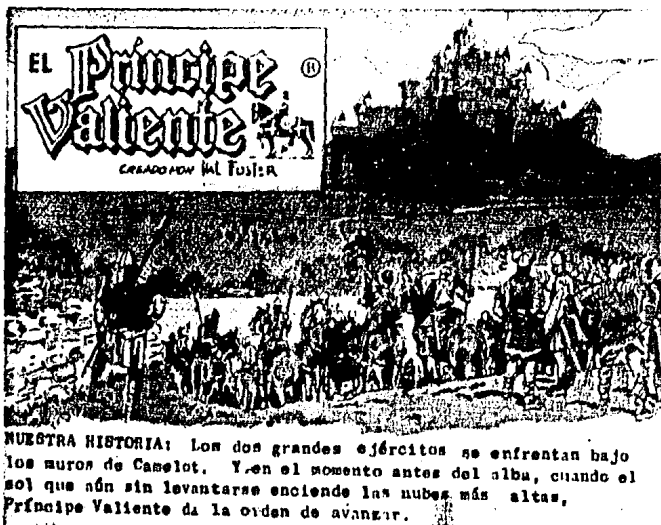 EL Príncipe ®
Valiente
CREADO POR HAL FOSTER
NUESTRA HISTORIA: Los dos grandes ejércitos se enfrentan bajo
los muros de Camelot. Y en el momento antes del alba, cuando el
sol que aún sin levantarse enciende las nubes más altas,
Príncipe Valiente da la orden de avanzar.